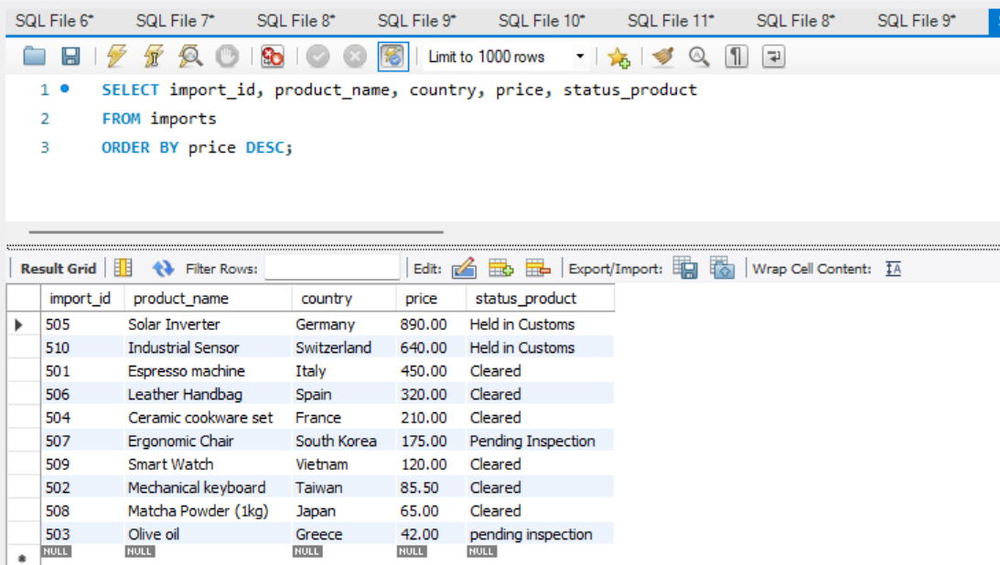 SQL File 6* SQL File 7* SQL File 8* SQL File 9* SQL File 10* SQL File 11* SQL File 8* SQL File 9*
Limit to 1000 rows
1 SELECT import_id, product_name, country, price, status_product
2 FROM imports
3 ORDER BY price DESC;
Result Grid Filter Rows: Edit: Export/Import: Wrap Cell Content:
import_id product_name country price status_product
505 Solar Inverter Germany 890.00 Held in Customs
510 Industrial Sensor Switzerland 640.00 Held in Customs
501 Espresso machine Italy 450.00 Cleared
506 Leather Handbag Spain 320.00 Cleared
504 Ceramic cookware set France 210.00 Cleared
507 Ergonomic Chair South Korea 175.00 Pending Inspection
509 Smart Watch Vietnam 120.00 Cleared
502 Mechanical keyboard Taiwan 85.50 Cleared
508 Matcha Powder (1kg) Japan 65.00 Cleared
503 Olive oil Greece 42.00 pending inspection
NULL NULL NULL NULL NULL